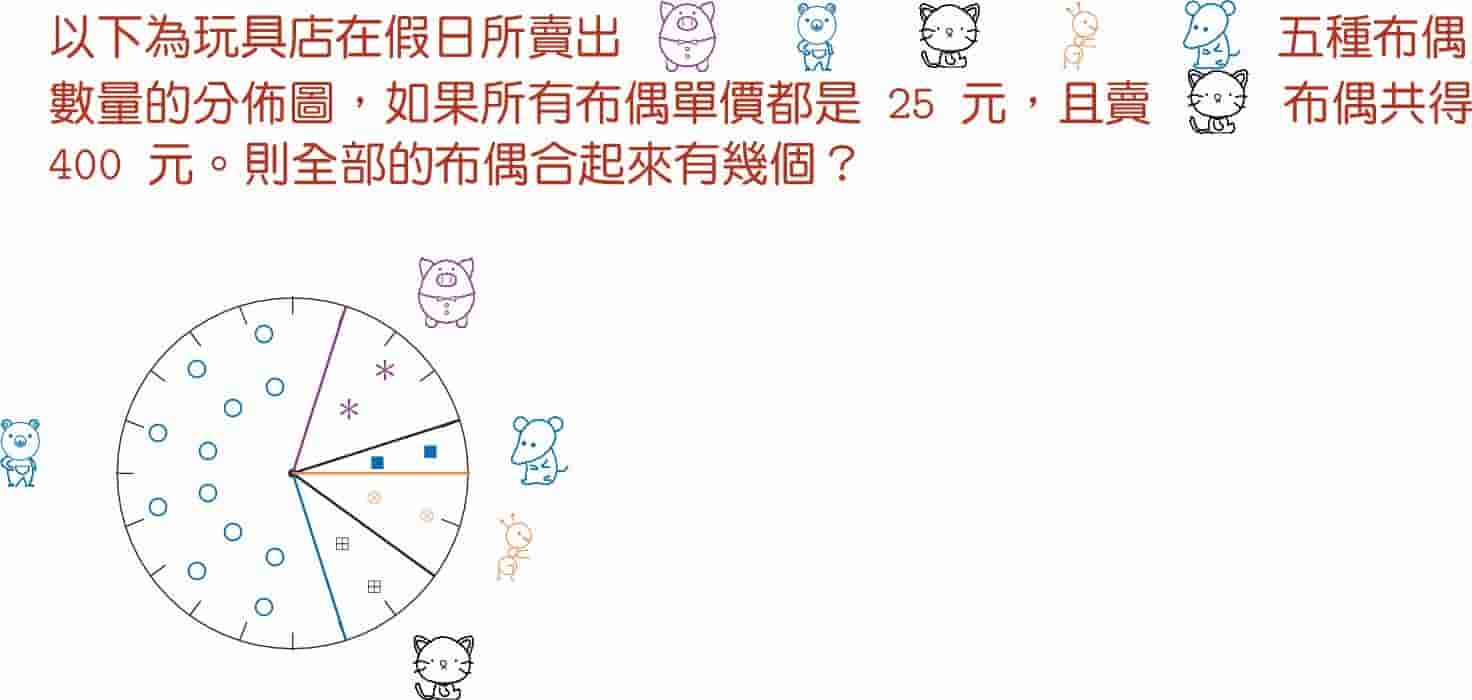 以下為玩具店在假日所賣出 五種布偶
數量的分佈圖，如果所有布偶單價都是 25 元，且賣 布偶共得
400 元。則全部的布偶合起來有幾個？